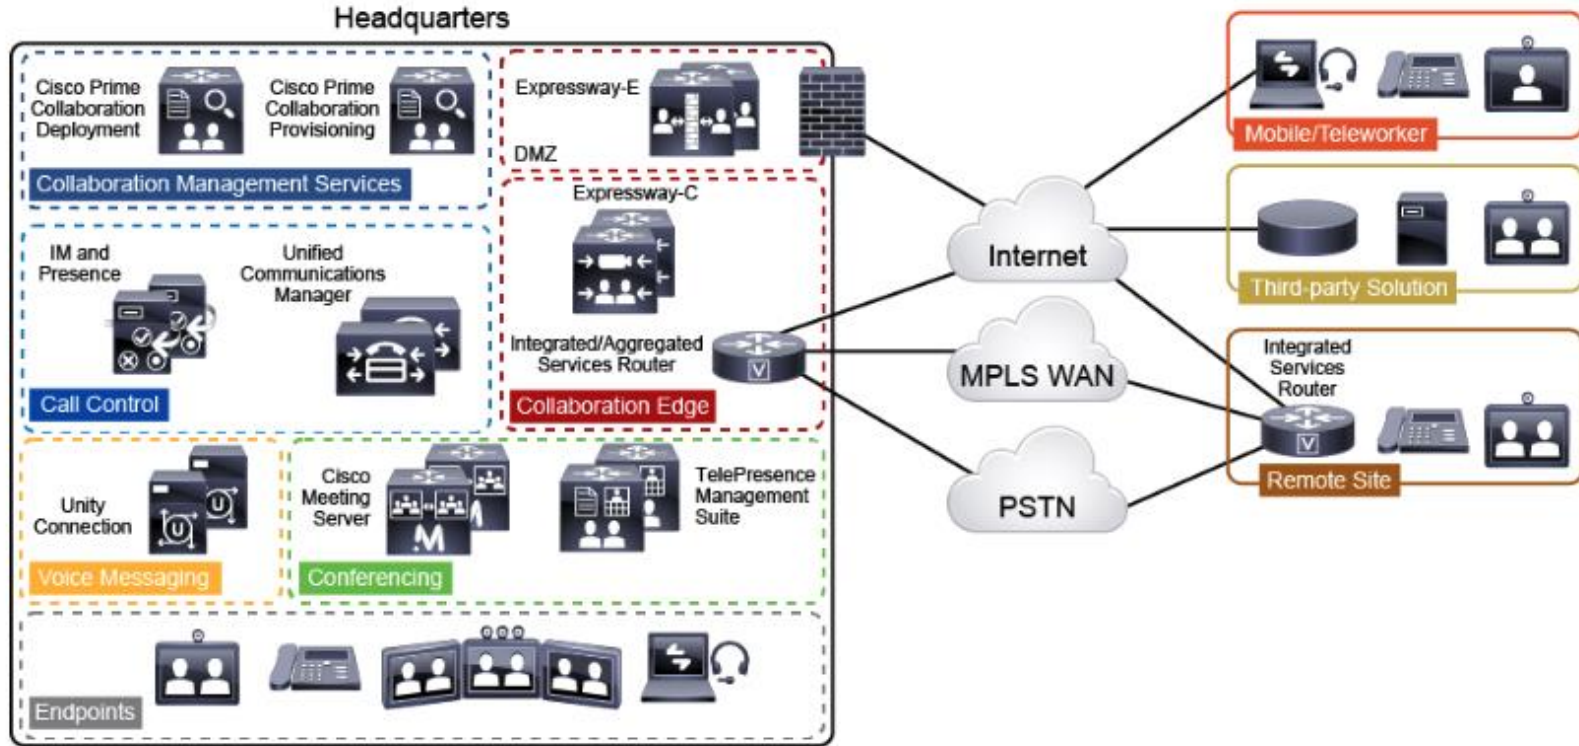 Headquarters
Cisco Prime
Collaboration
Deployment
Cisco Prime
Collaboration
Provisioning
Collaboration Management Services
Expressway-E
DMZ
IM and
Presence
Unified
Communications
Manager
Call Control
Expressway-C
Integrated/Aggregated
Services Router
V
Collaboration Edge
Unity
Connection
U
U
Voice Messaging
Cisco
Meeting
Server
TelePresence
Management
Suite
Conferencing
Endpoints
Internet
MPLS WAN
PSTN
Mobile/Teleworker
Third-party Solution
Integrated
Services
Router
V
Remote Site